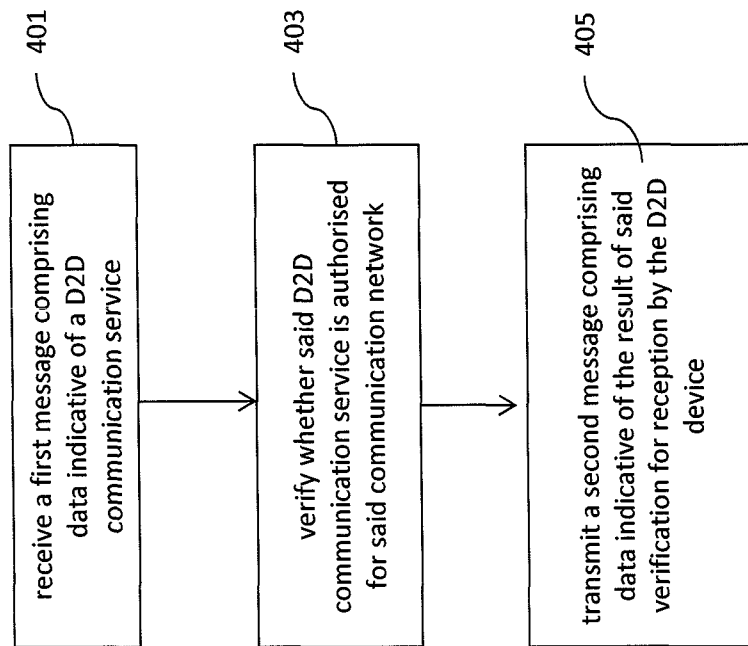 401
receive a first message comprising
data indicative of a D2D
communication service
403
verify whether said D2D
communication service is authorised
for said communication network
405
transmit a second message comprising
data indicative of the result of said
verification for reception by the D2D
device